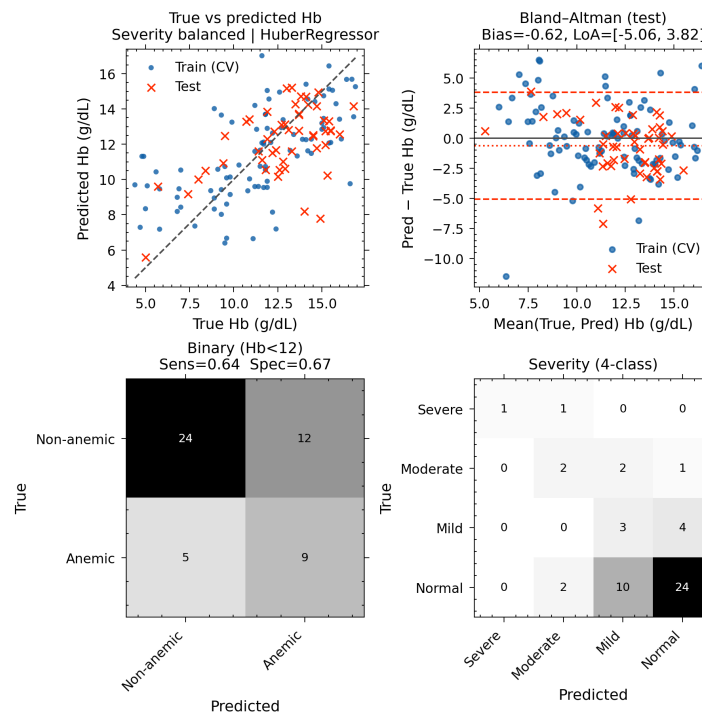 True vs predicted Hb
Severity balanced | HuberRegressor
16
14
12
10
8
6
4
Predicted Hb (g/dL)
Train (CV)
Test
5.0
7.5
10.0
12.5
15.0
True Hb (g/dL)
Bland–Altman (test)
Bias=-0.62, LoA=[-5.06, 3.82]
5.0
2.5
0.0
−2.5
−5.0
−7.5
−10.0
Pred − True Hb (g/dL)
Train (CV)
Test
5.0
7.5
10.0
12.5
15.0
Mean(True, Pred) Hb (g/dL)
Binary (Hb<12)
Sens=0.64 Spec=0.67
True
Non-anemic
24
12
Anemic
5
9
Non-anemic
Anemic
Predicted
Severity (4-class)
True
Severe
1
1
0
0
Moderate
0
2
2
1
Mild
0
0
3
4
Normal
0
2
10
24
Severe
Moderate
Mild
Normal
Predicted